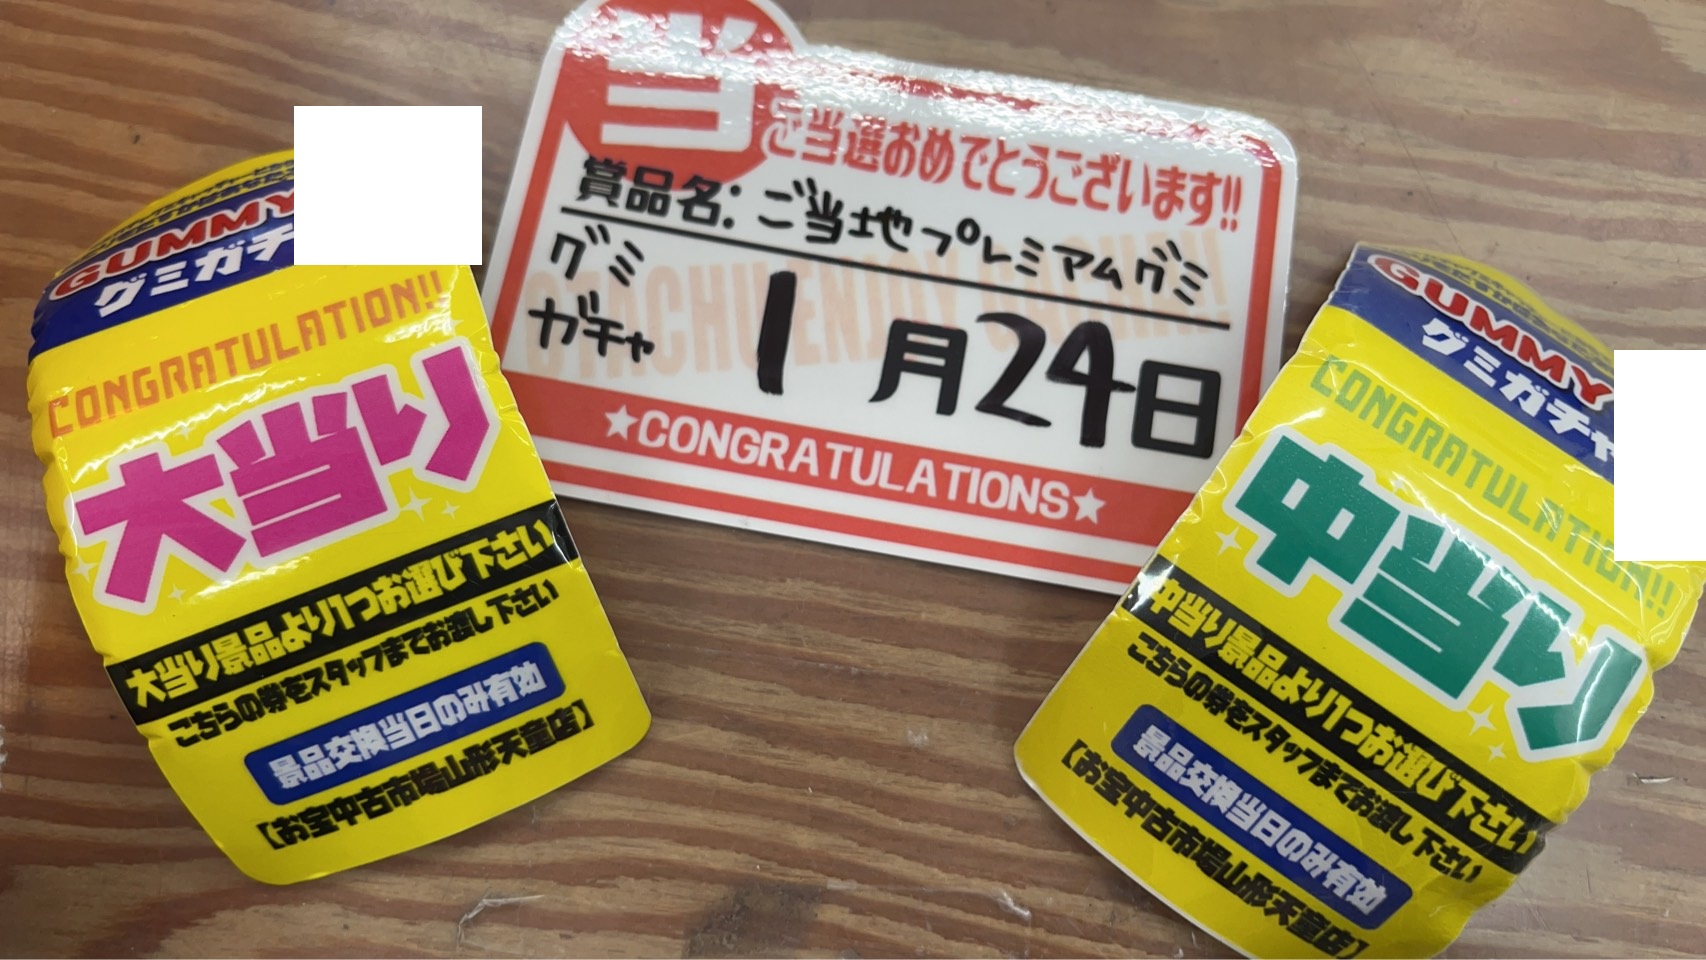 当
ご当選おめでとうございます!!
賞品名:ご当地プレミアムグミ
グミ
ガチャ
1月24日
★CONGRATULATIONS★
GUMMY
グミガチ
CONGRATULATION!!
大当り
大当り景品より1つお選び下さい
こちらの券をスタッフまでお渡し下さい
景品交換当日のみ有効
【お宝中古市場山形天童店】
GUMMY
グミガチャ
CONGRATULATION!!
中当り
中当り景品より1つお選び下さい
こちらの券をスタッフまでお渡し下さい
景品交換当日のみ有効
【お宝中古市場山形天童店】